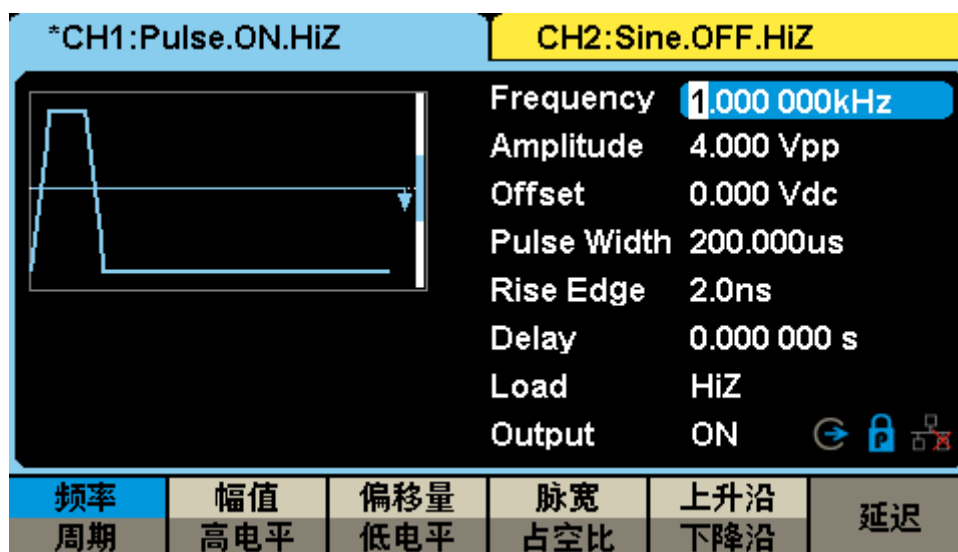 *CH1:Pulse.ON.HiZ CH2:Sine.OFF.HiZ
Frequency 1.000 000kHz
Amplitude 4.000 Vpp
Offset 0.000 Vdc
Pulse Width 200.000us
Rise Edge 2.0ns
Delay 0.000 000 s
Load HiZ
Output ON
频率 幅值 偏移量 脉宽 上升沿 延迟
周期 高电平 低电平 占空比 下降沿